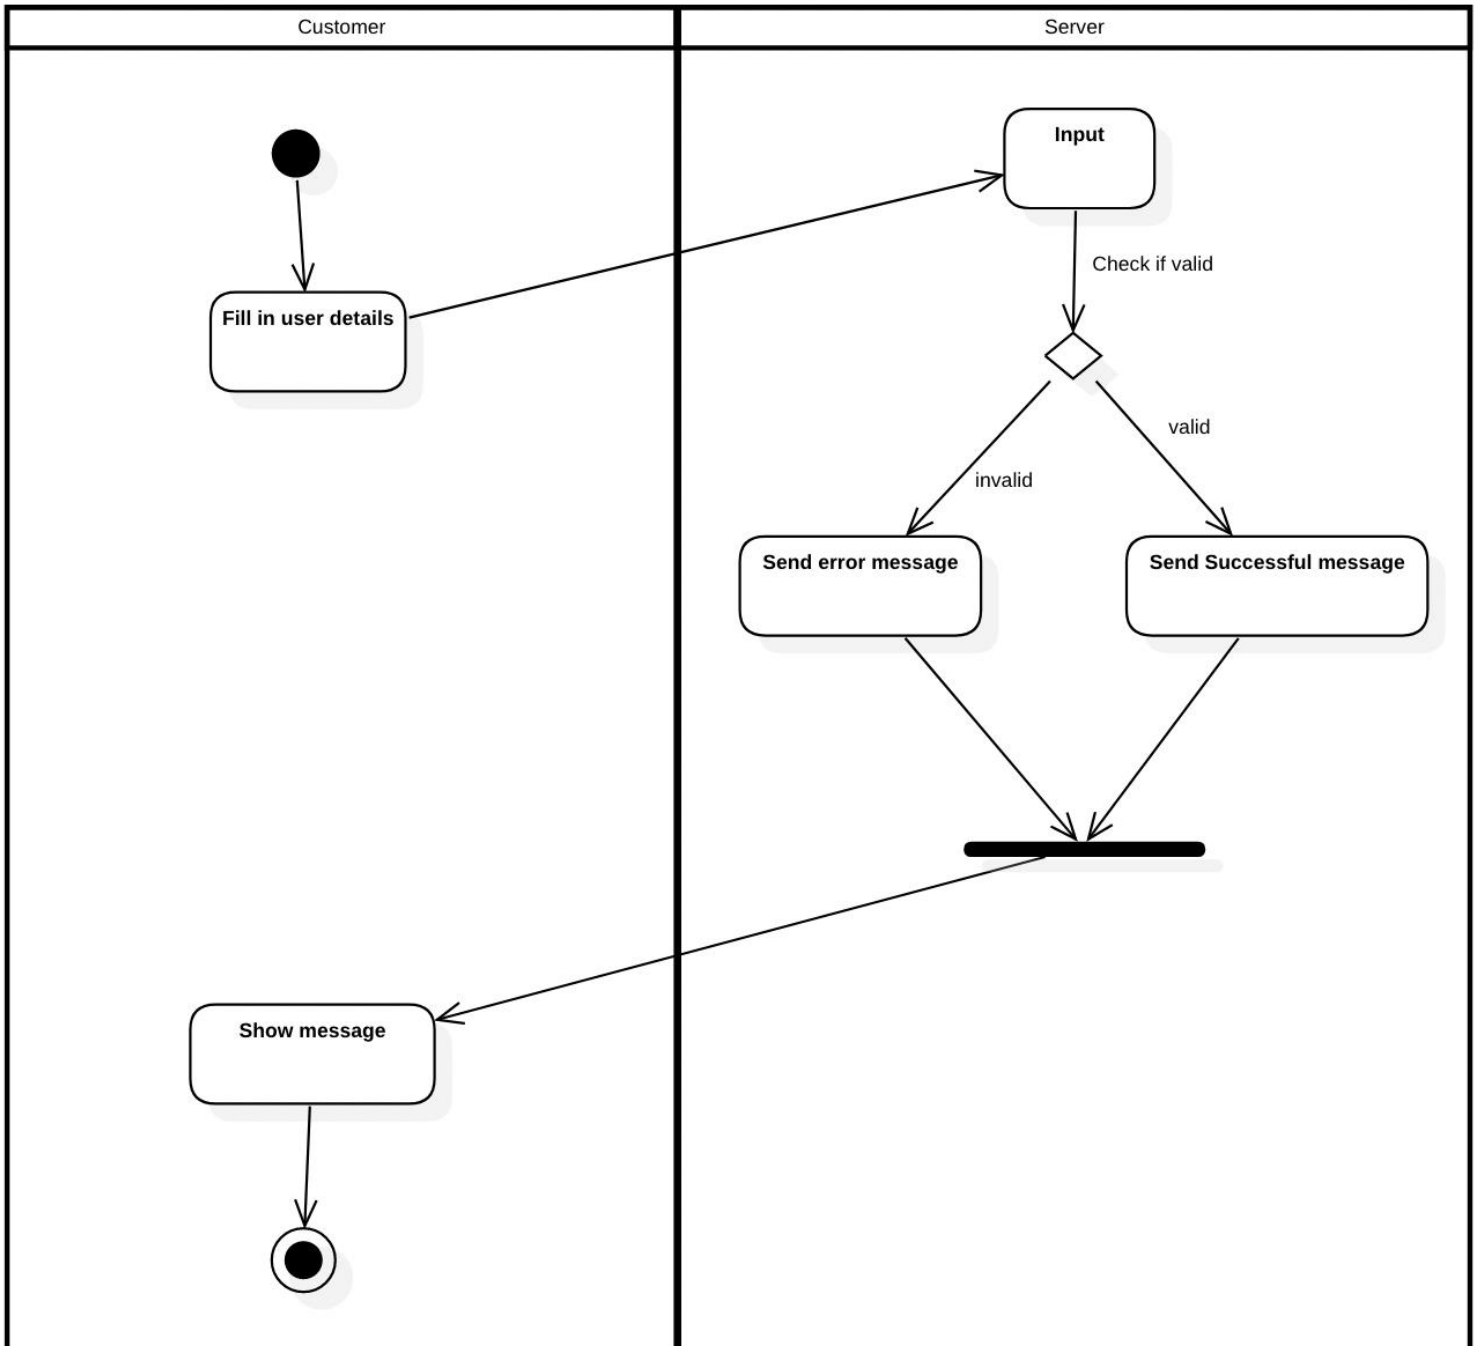 Customer
Server
Input
Check if valid
Fill in user details
valid
invalid
Send error message
Send Successful message
Show message